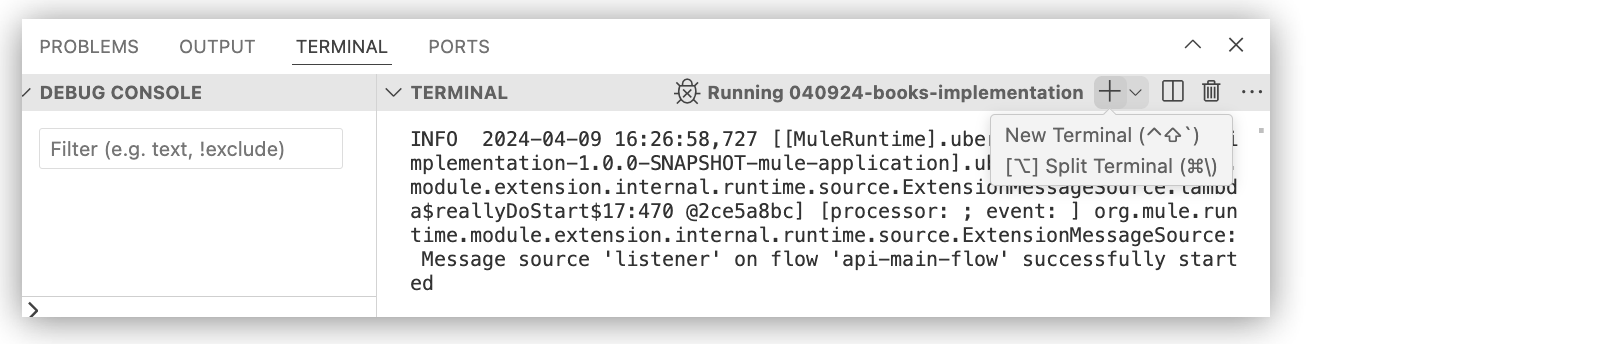 PROBLEMS OUTPUT TERMINAL PORTS
DEBUG CONSOLE
Filter (e.g. text, !exclude)
TERMINAL
Running 040924-books-implementation
New Terminal (^⇧`)
[⌥] Split Terminal (⌘\)
INFO  2024-04-09 16:26:58,727 [[MuleRuntime].uber
mplementation-1.0.0-SNAPSHOT-mule-application].ub
module.extension.internal.runtime.source.ExtensionMessageSource.lambd
a$reallyDoStart$17:470 @2ce5a8bc] [processor: ; event: ] org.mule.run
time.module.extension.internal.runtime.source.ExtensionMessageSource:
Message source 'listener' on flow 'api-main-flow' successfully start
ed